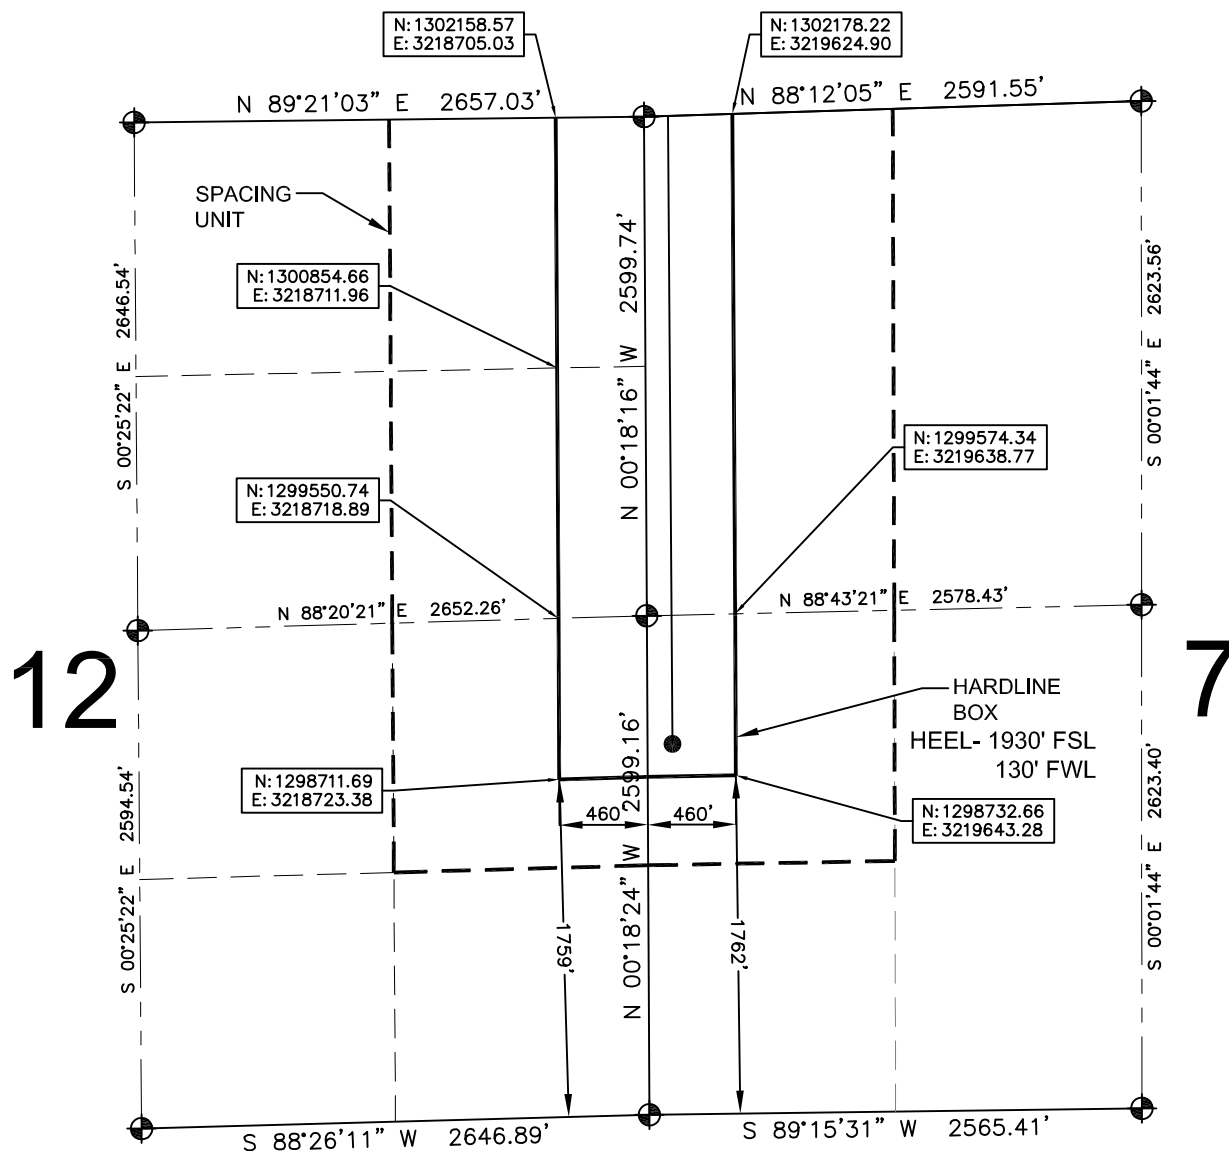 N:1302158.57
E: 3218705.03
N:1302178.22
E: 3219624.90
N 89°21'03" E 2657.03'
N 88°12'05" E 2591.55'
SPACING
UNIT
N:1300854.66
E: 3218711.96
S 00°25'22" E 2646.54'
N 00°18'16" W 2599.74'
S 00°01'44" E 2623.56'
N:1299574.34
E: 3219638.77
N:1299550.74
E: 3218718.89
N 88°20'21" E 2652.26'
N 88°43'21" E 2578.43'
12
7
HARDLINE
BOX
HEEL- 1930' FSL
130' FWL
N:1298711.69
E: 3218723.38
460'
460'
N:1298732.66
E: 3219643.28
S 00°25'22" E 2594.54'
N 00°18'24" W 2599.16'
S 00°01'44" E 2623.40'
1759'
1762'
S 88°26'11" W 2646.89'
S 89°15'31" W 2565.41'